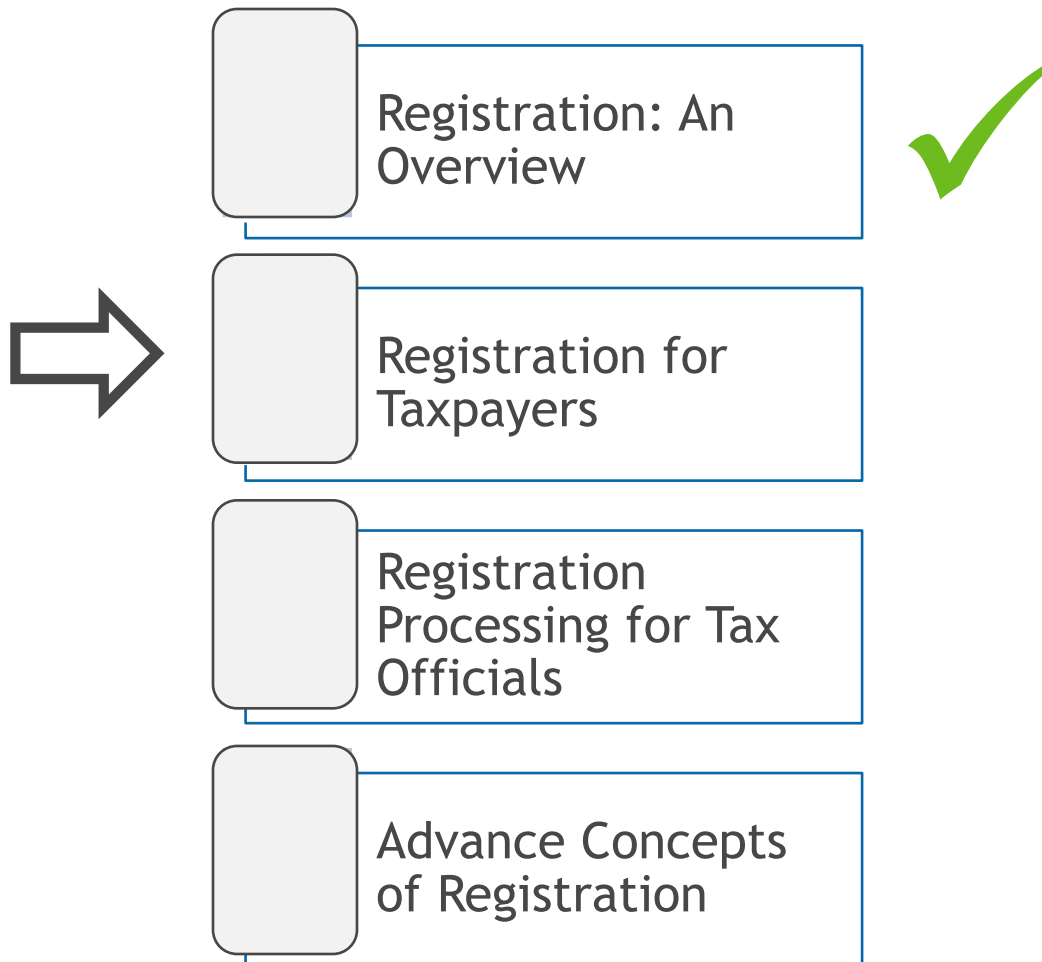 Registration: An
Overview
Registration for
Taxpayers
Registration
Processing for Tax
Officials
Advance Concepts
of Registration